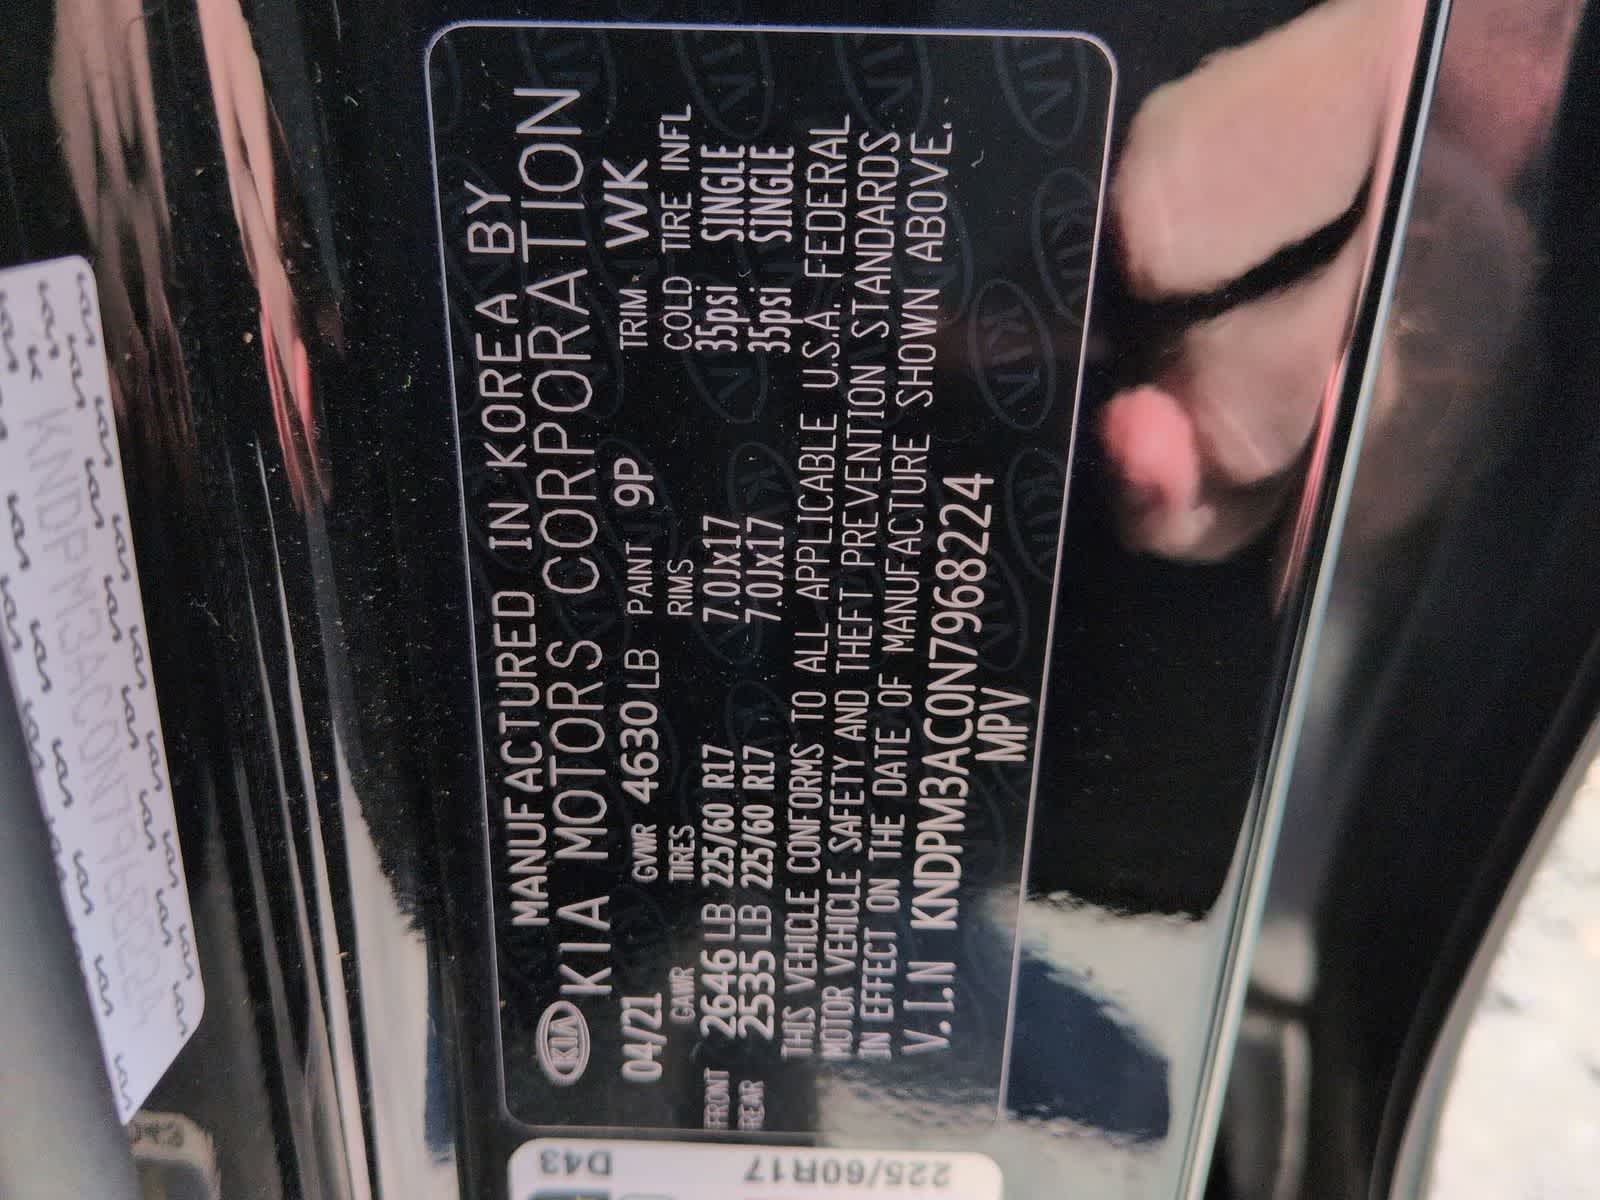 MANUFACTURED IN KOREA BY
KIA KIA MOTORS CORPORATION
04/21 GVWR 4630LB PAINT 9P TRIM WK
GAWR TIRES RIMS COLD TIRE INFL
FRONT 2646LB 225/60 R17 7.0Jx17 35psi SINGLE
REAR 2535LB 225/60 R17 7.0Jx17 35psi SINGLE
THIS VEHICLE CONFORMS TO ALL APPLICABLE U.S.A. FEDERAL
MOTOR VEHICLE SAFETY AND THEFT PREVENTION STANDARDS
IN EFFECT ON THE DATE OF MANUFACTURE SHOWN ABOVE.
V.I.N KNDPM3AC0N7968224
MPV
KNDPM3AC0N7968224
D43
225/60R17